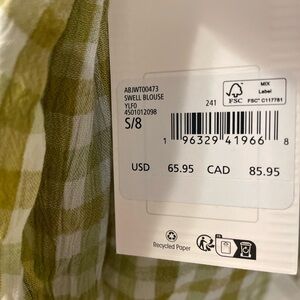 ABJWT00473
SWELL BLOUSE
YLF0
4501012098
S/8
241
FSC
MIX
Label
FSC® C117781
1 96329 41966 8
USD 65.95 CAD 85.95
Recycled Paper